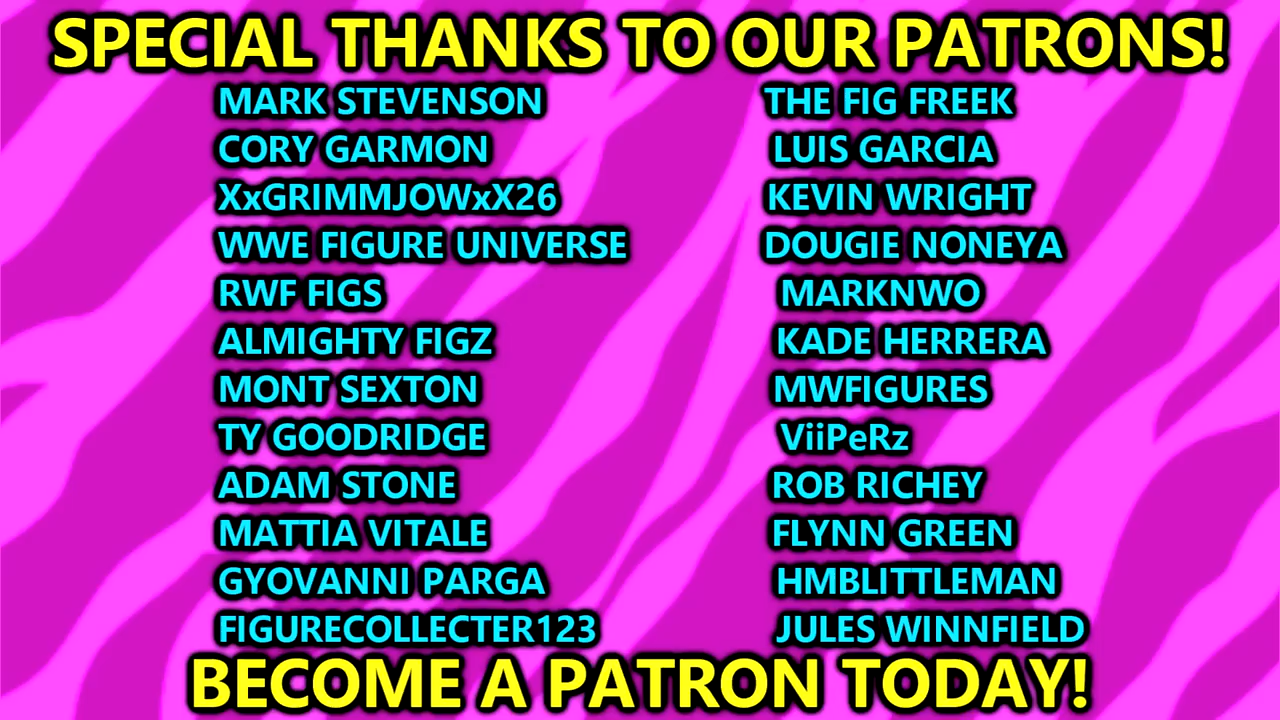 SPECIAL THANKS TO OUR PATRONS!
MARK STEVENSON
CORY GARMON
XxGRIMMJOWxX26
WWE FIGURE UNIVERSE
RWF FIGS
ALMIGHTY FIGZ
MONT SEXTON
TY GOODRIDGE
ADAM STONE
MATTIA VITALE
GYOVANNI PARGA
FIGURECOLLECTER123
THE FIG FREEK
LUIS GARCIA
KEVIN WRIGHT
DOUGIE NONEYA
MARKNWO
KADE HERRERA
MWFIGURES
ViiPeRz
ROB RICHEY
FLYNN GREEN
HMBLITTLEMAN
JULES WINNFIELD
BECOME A PATRON TODAY!